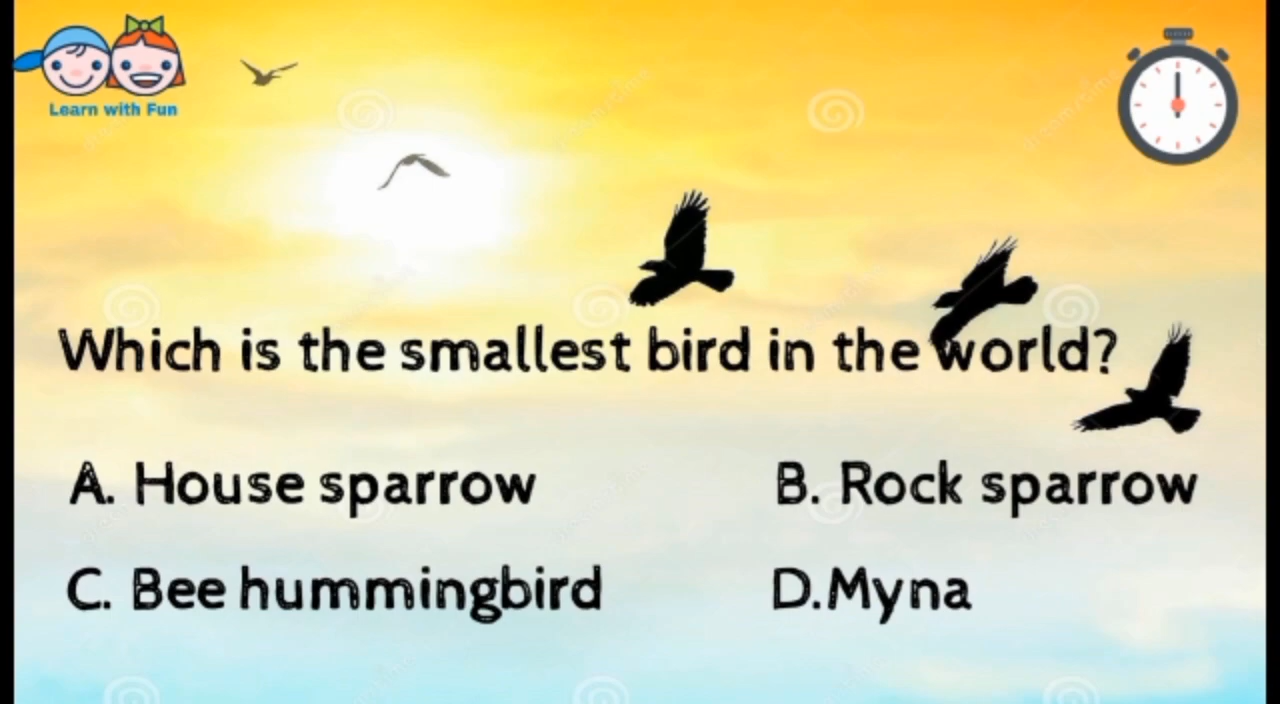 Learn with Fun
Which is the smallest bird in the world?
A. House sparrow
B. Rock sparrow
C. Bee hummingbird
D.Myna